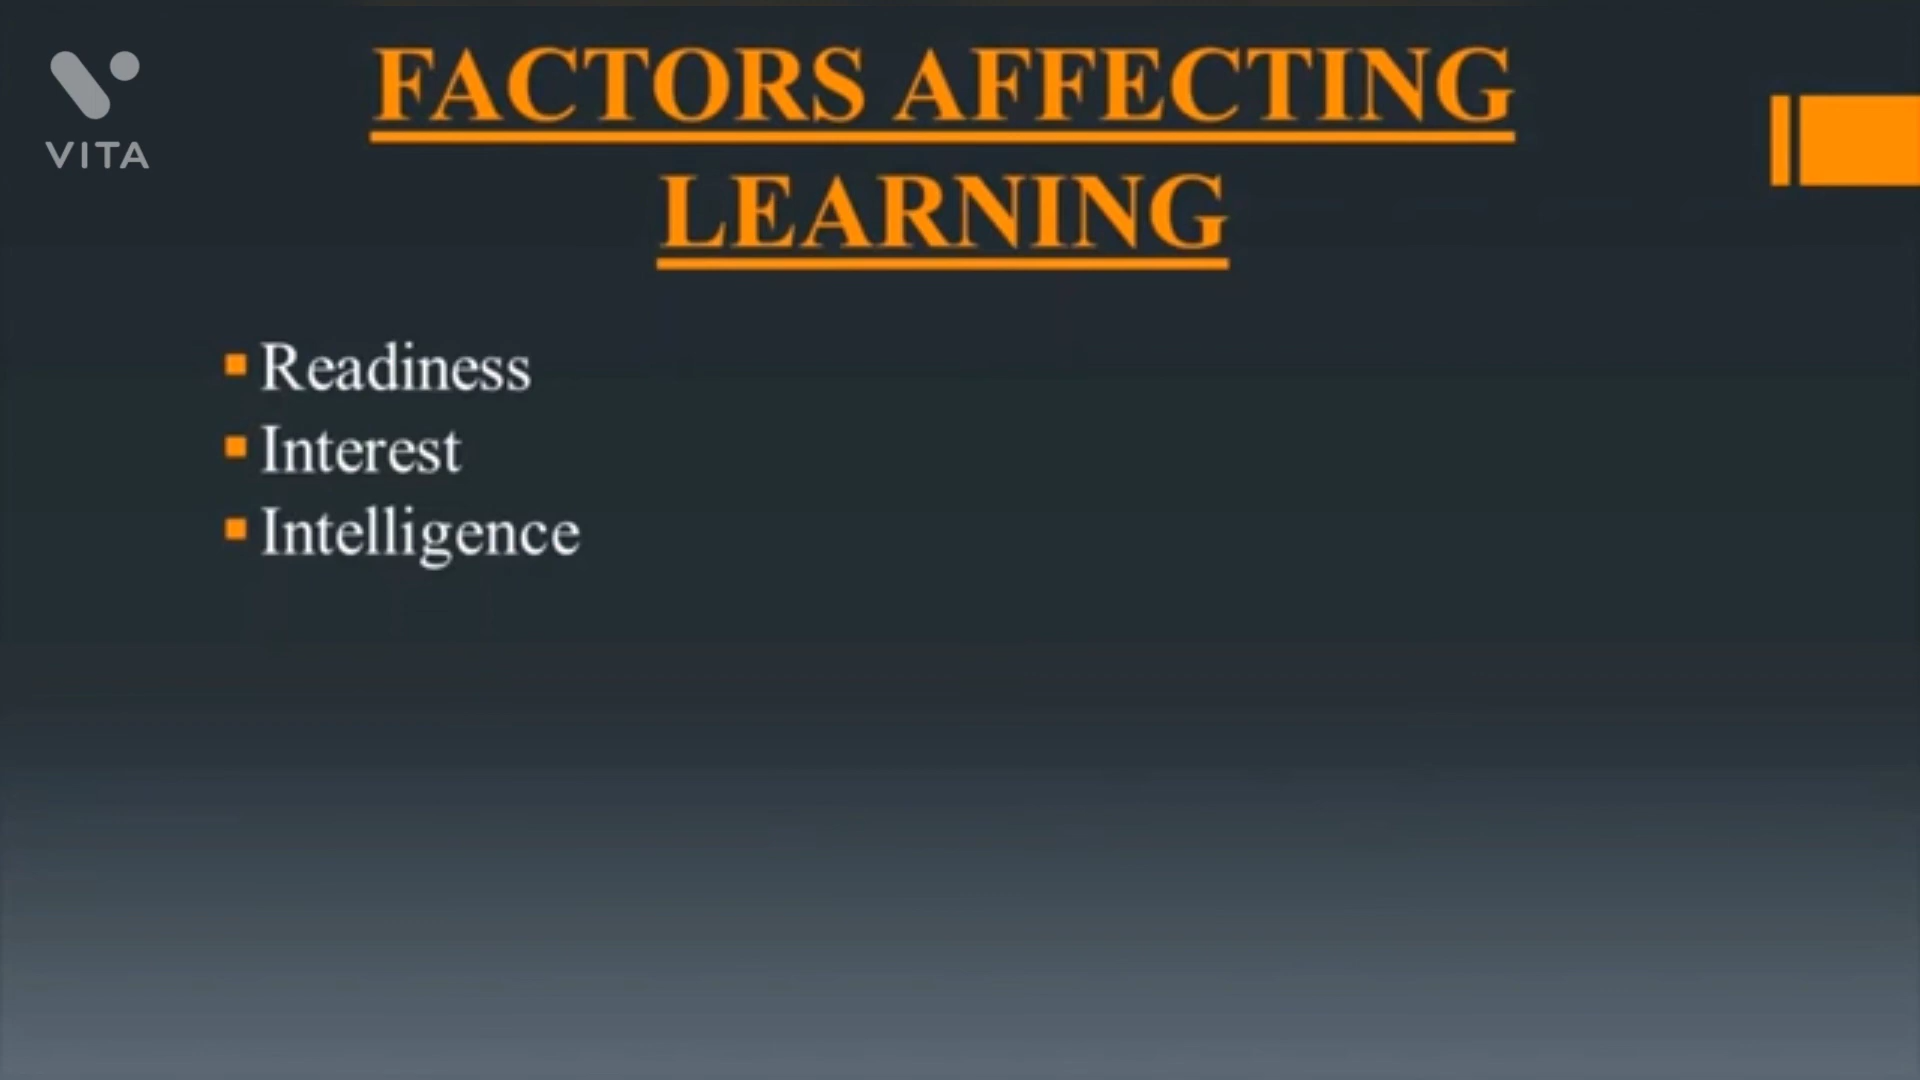 VITA
FACTORS AFFECTING
LEARNING
Readiness
Interest
Intelligence